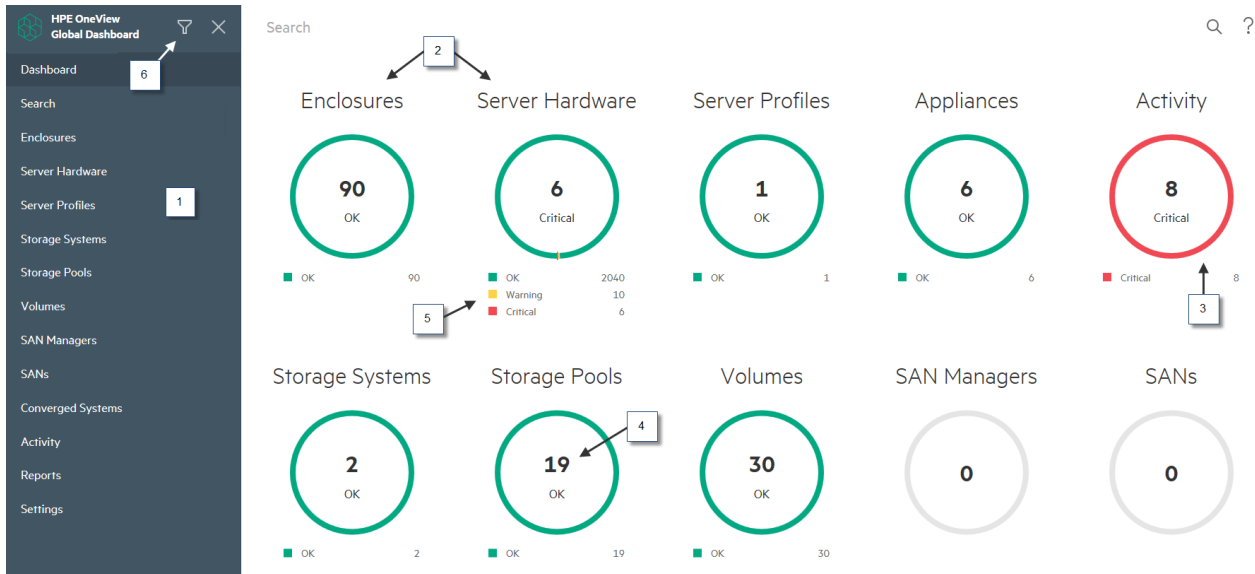 HPE OneView
Global Dashboard
Dashboard
6
Search
Enclosures
Server Hardware
Server Profiles
1
Storage Systems
Storage Pools
Volumes
SAN Managers
SANs
Converged Systems
Activity
Reports
Settings
Search
?
2
Enclosures
90
OK
OK 90
Server Hardware
6
Critical
OK 2040
Warning 10
Critical 6
5
Server Profiles
1
OK
OK 1
Appliances
6
OK
OK 6
Activity
8
Critical
Critical 8
3
Storage Systems
2
OK
OK 2
Storage Pools
4
19
OK
OK 19
Volumes
30
OK
OK 30
SAN Managers
0
SANs
0